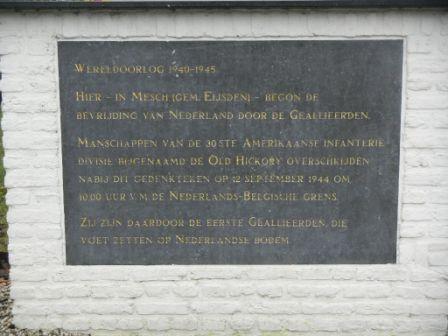 WERELDOORLOG 1940-1945
HIER - IN MESCH (GEM. EIJSDEN) - BEGON DE
BEVRIJDING VAN NEDERLAND DOOR DE GEALLIEERDEN.
MANSCHAPPEN VAN DE 30STE AMERIKAANSE INFANTERIE
DIVISIE BIJGENAAMD DE OLD HICKORY OVERSCHRIJDEN
NABIJ DIT GEDENKTEKEN OP 12 SEPTEMBER 1944 OM
10.00 UUR V.M. DE NEDERLANDS-BELGISCHE GRENS.
ZIJ ZIJN DAARDOOR DE EERSTE GEALLIEERDEN, DIE
VOET ZETTEN OP NEDERLANDSE BODEM.